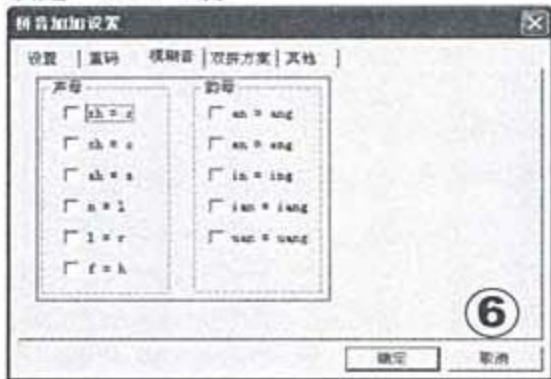 拼音加加设置
设置 重码 模糊音 双拼方案 其他
声母 韵母
zh = z an = ang
ch = c en = eng
sh = s in = ing
n = l ian = iang
l = r uan = uang
f = h
⑥
确定 取消